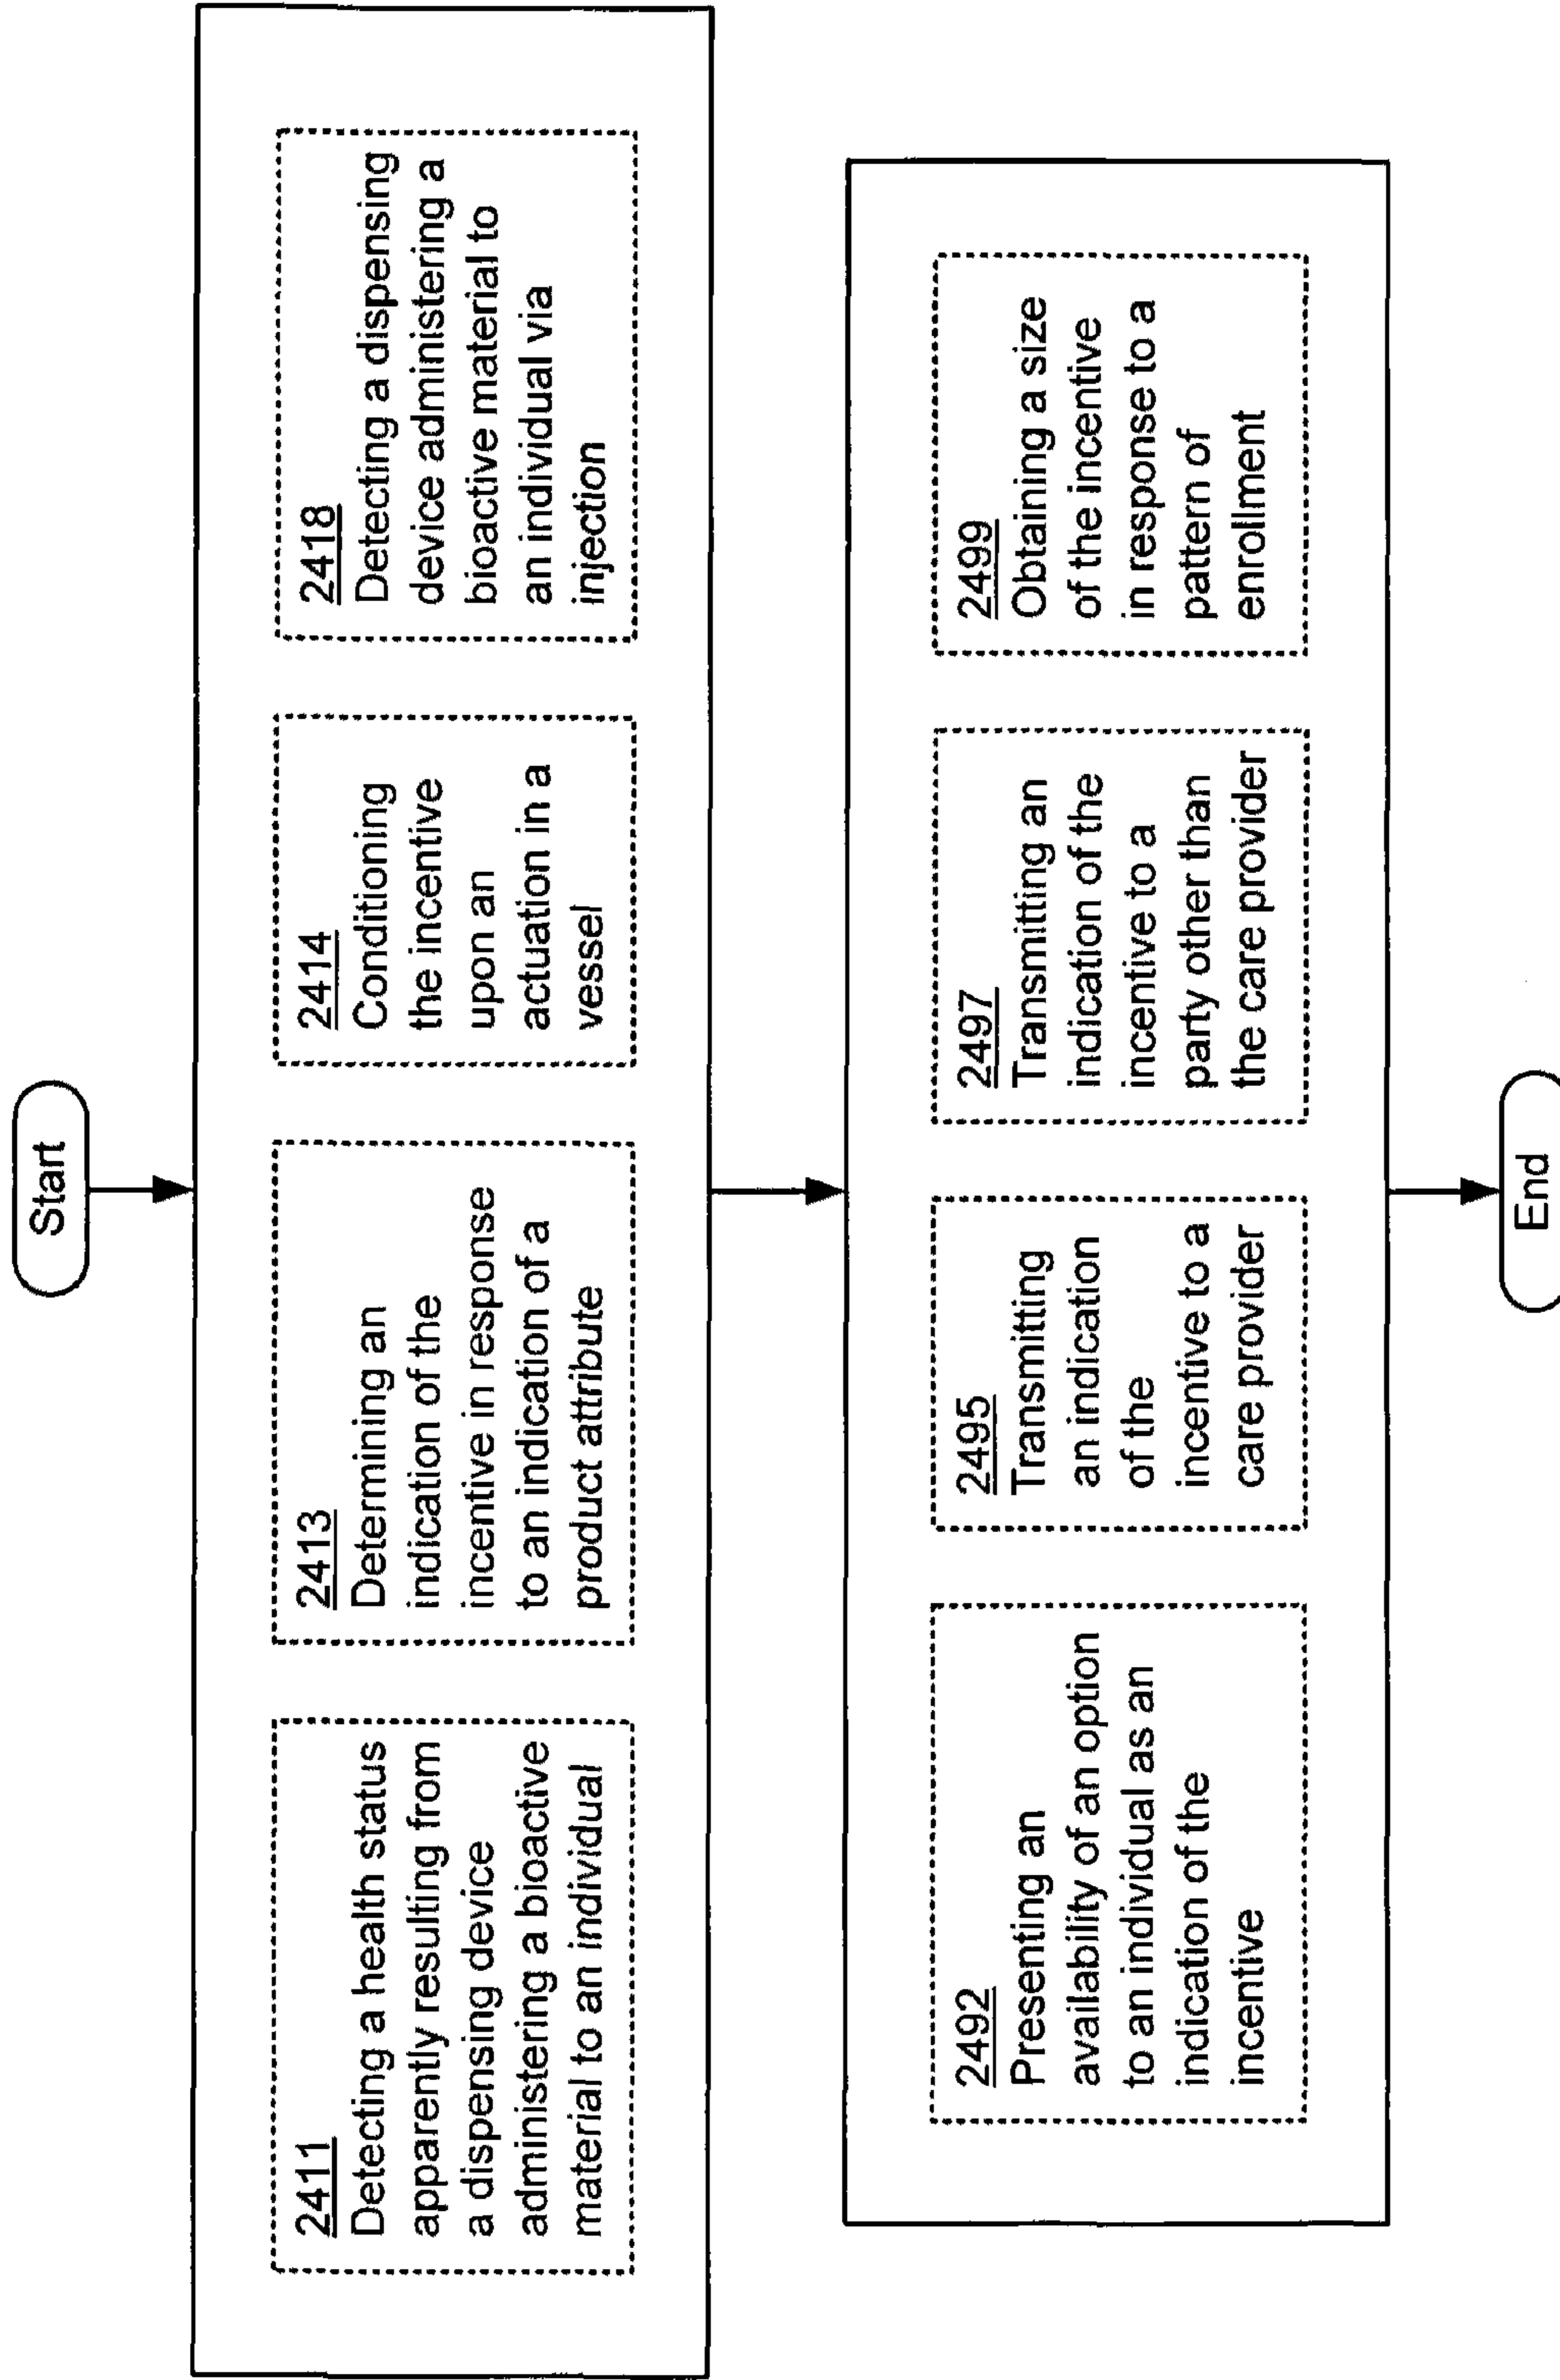 Start
2411
Detecting a health status
apparently resulting from
a dispensing device
administering a bioactive
material to an individual
2413
Determining an
indication of the
incentive in response
to an indication of a
product attribute
2414
Conditioning
the incentive
upon an
actuation in a
vessel
2418
Detecting a dispensing
device administering a
bioactive material to
an individual via
injection
2492
Presenting an
availability of an option
to an individual as an
indication of the
incentive
2495
Transmitting
an indication
of the
incentive to a
care provider
2497
Transmitting an
indication of the
incentive to a
party other than
the care provider
2499
Obtaining a size
of the incentive
in response to a
pattern of
enrollment
End